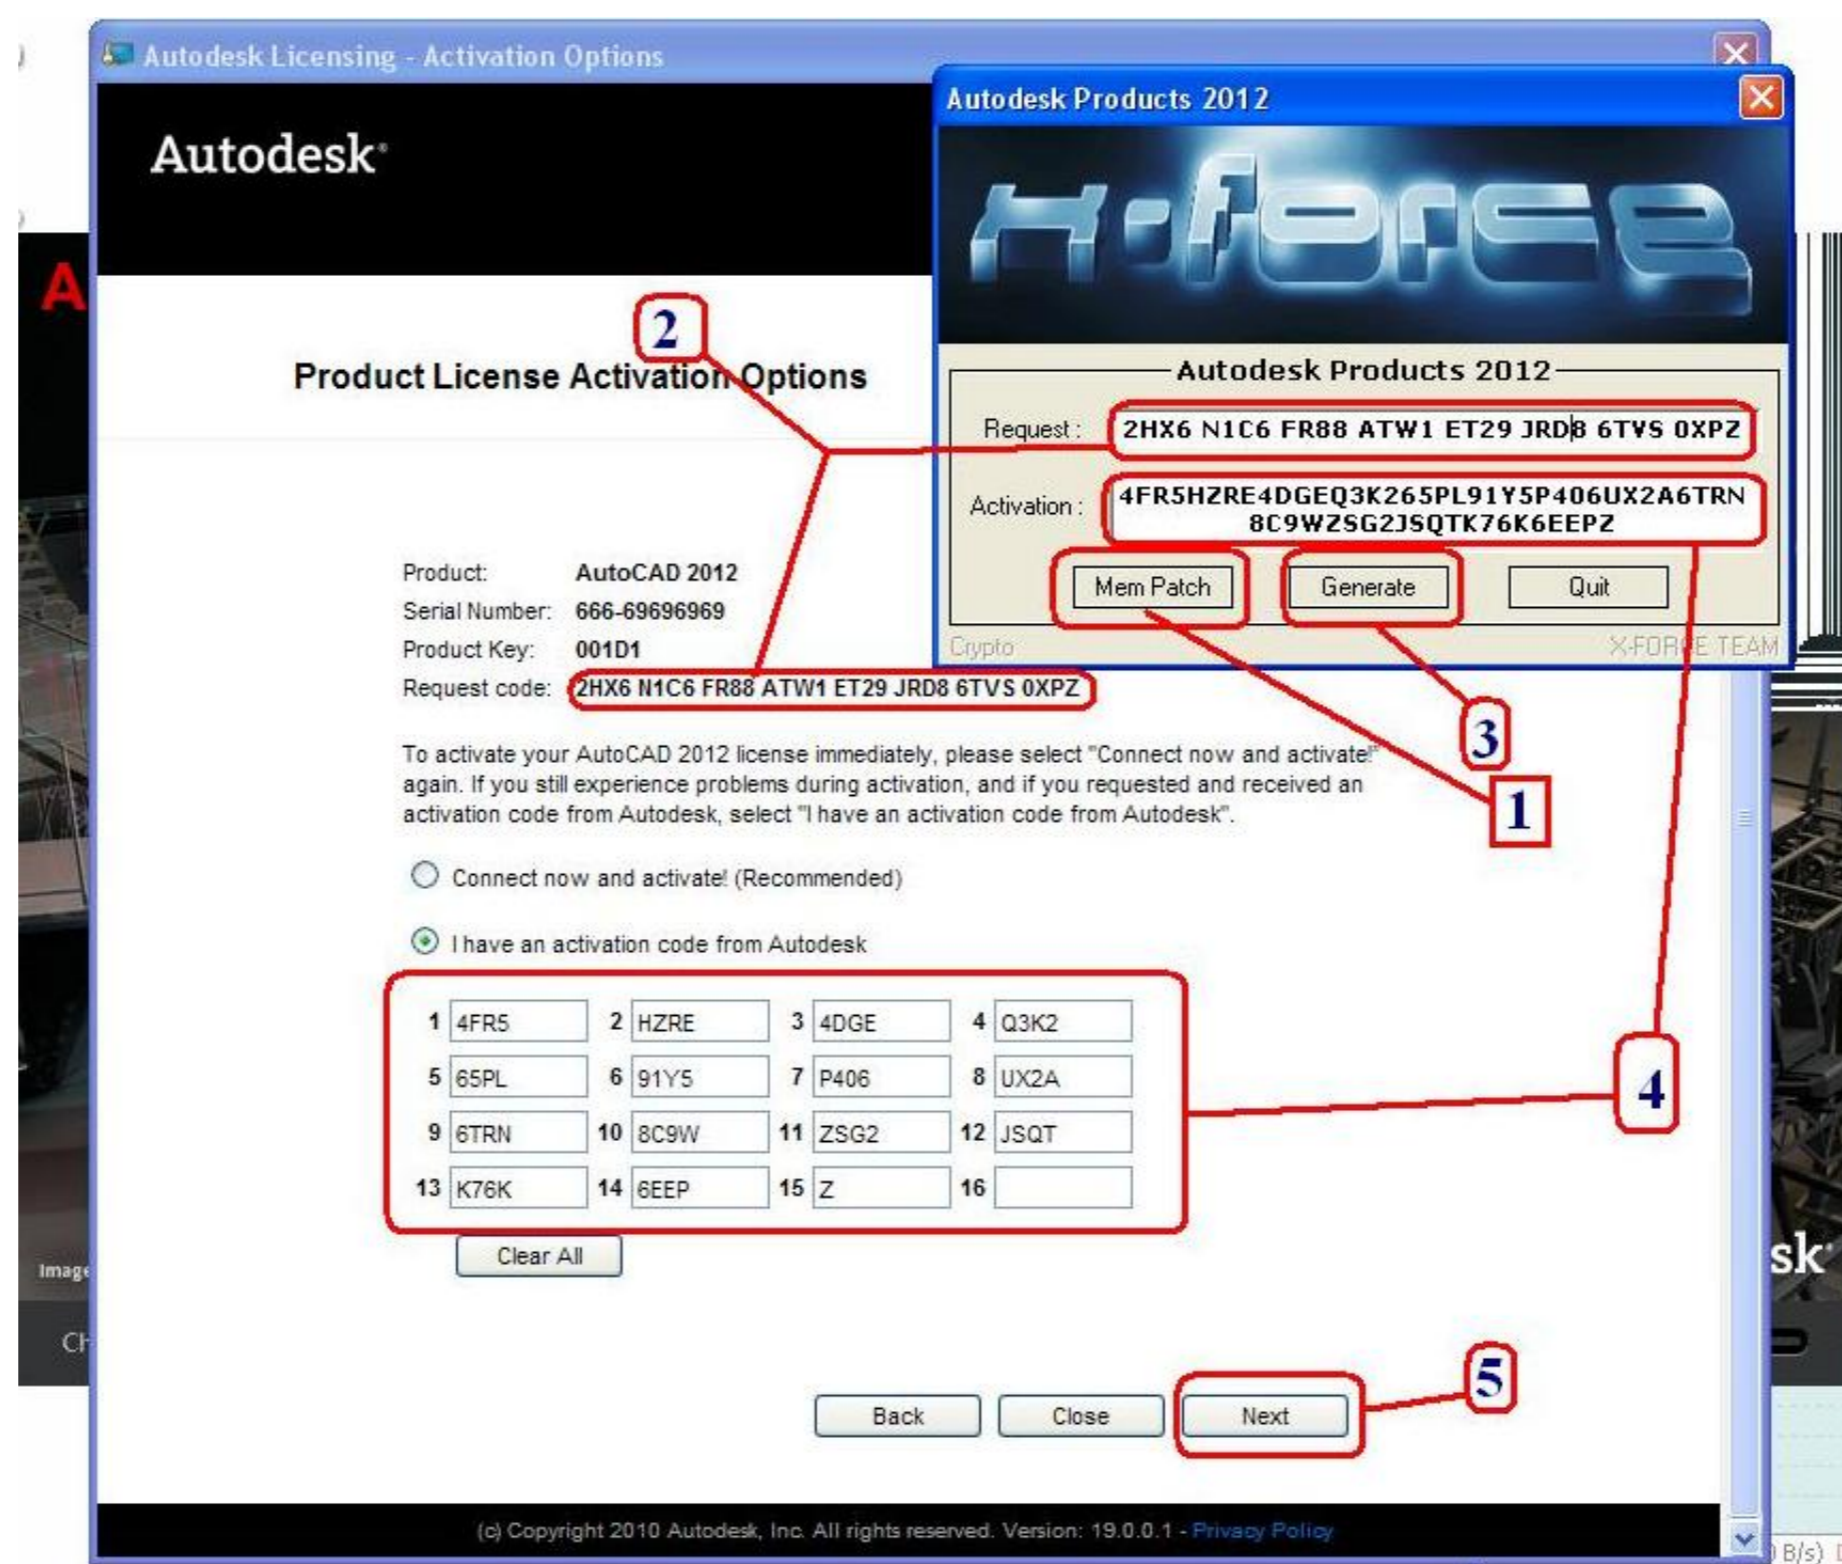 Autodesk Licensing - Activation Options
Autodesk Products 2012
Autodesk
X-force
A
2
Product License Activation Options
Autodesk Products 2012
Request : 2HX6 N1C6 FR88 ATW1 ET29 JRD8 6TVS 0XPZ
Activation : 4FR5HZRE4DGEQ3K265PL91Y5P406UX2A6TRN
8C9WZSG2JSQTK76K6EEPZ
Mem Patch Generate Quit
Crypto X-FORCE TEAM
Product: AutoCAD 2012
Serial Number: 666-69696969
Product Key: 001D1
Request code: 2HX6 N1C6 FR88 ATW1 ET29 JRD8 6TVS 0XPZ
3
1
To activate your AutoCAD 2012 license immediately, please select "Connect now and activate!"
again. If you still experience problems during activation, and if you requested and received an
activation code from Autodesk, select "I have an activation code from Autodesk".
Connect now and activate! (Recommended)
I have an activation code from Autodesk
1 4FR5 2 HZRE 3 4DGE 4 Q3K2
5 65PL 6 91Y5 7 P406 8 UX2A
9 6TRN 10 8C9W 11 ZSG2 12 JSQT
13 K76K 14 6EEP 15 Z 16
4
Clear All
Image
sk
Ch
5
Back Close Next
(c) Copyright 2010 Autodesk, Inc. All rights reserved. Version: 19.0.0.1 - Privacy Policy
B/s)